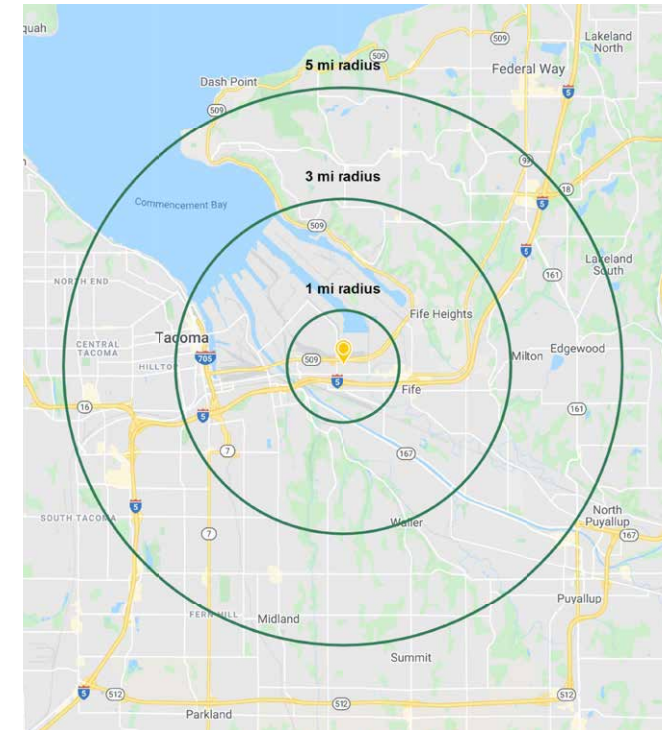 quah
509
Lakeland
North
5 mi radius
Federal Way
Dash Point
5
509
99
3 mi radius
18
Commencement Bay
5
509
5
Lakeland
South
161
NORTH END
1 mi radius
Fife Heights
Tacoma
CENTRAL
TACOMA
705
509
Milton
Edgewood
HILLTOP
5
Fife
16
5
161
7
167
5
North
Puyallup
SOUTH TACOMA
Waller
7
167
Puyallup
FERN HILL
Midland
Summit
5
512
512
512
Parkland